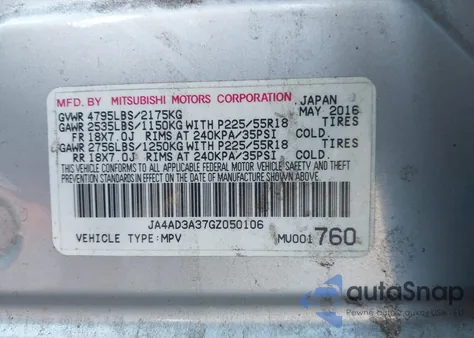 MFD. BY MITSUBISHI MOTORS CORPORATION JAPAN
GVWR 4795LBS/2175KG MAY 2016
GAWR 2535LBS/1150KG WITH P225/55R18 TIRES
FR 18X7.0J RIMS AT 240KPA/35PSI COLD.
GAWR 2756LBS/1250KG WITH P225/55R18 TIRES
RR 18X7.0J RIMS AT 240KPA/35PSI COLD.
THIS VEHICLE CONFORMS TO ALL APPLICABLE
FEDERAL MOTOR VEHICLE SAFETY AND THEFT
PREVENTION STANDARDS IN EFFECT ON THE DATE
OF MANUFACTURE SHOWN ABOVE.
JA4AD3A37GZ050106
VEHICLE TYPE:MPV MU001760
autoSnap